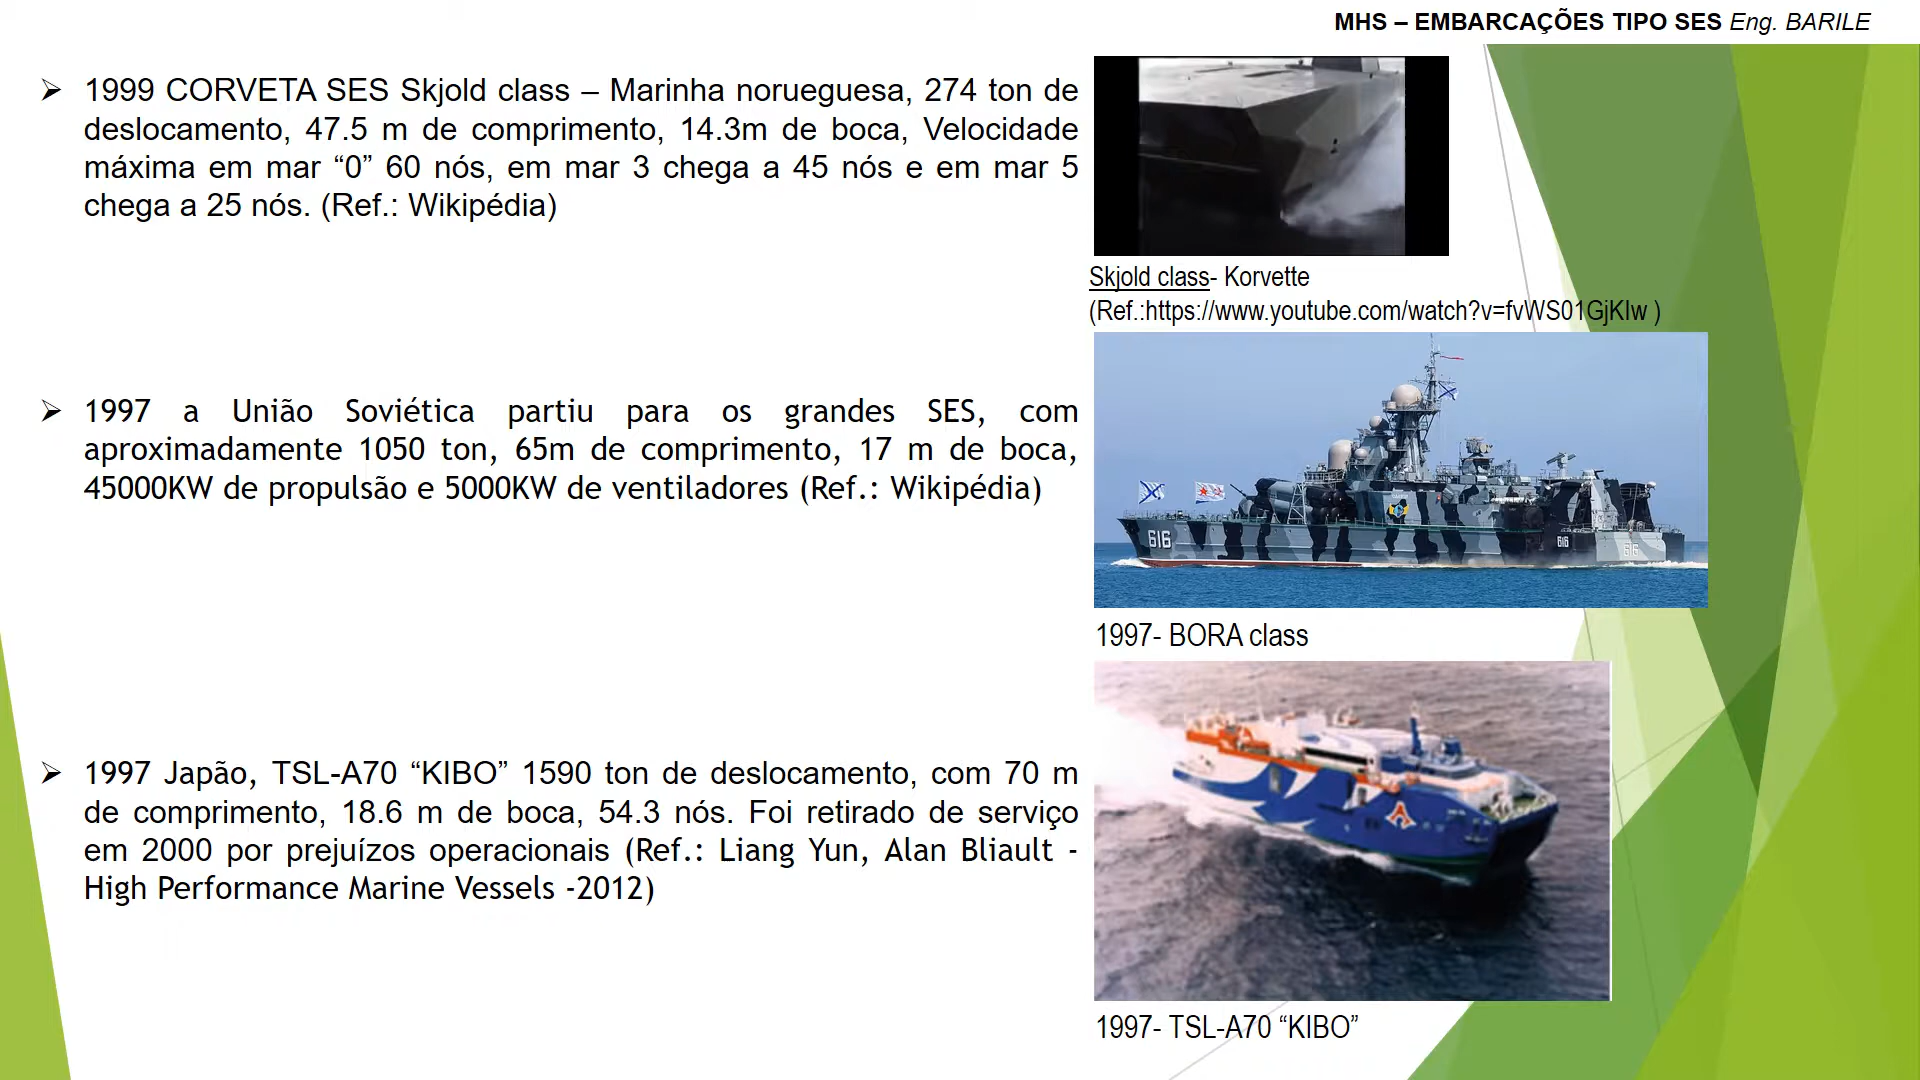 MHS – EMBARCAÇÕES TIPO SES Eng. BARILE
➢ 1999 CORVETA SES Skjold class – Marinha norueguesa, 274 ton de
deslocamento, 47.5 m de comprimento, 14.3m de boca, Velocidade
máxima em mar “0” 60 nós, em mar 3 chega a 45 nós e em mar 5
chega a 25 nós. (Ref.: Wikipédia)
Skjold class- Korvette
(Ref.:https://www.youtube.com/watch?v=fvWS01GjKIw )
➢ 1997 a União Soviética partiu para os grandes SES, com
aproximadamente 1050 ton, 65m de comprimento, 17 m de boca,
45000KW de propulsão e 5000KW de ventiladores (Ref.: Wikipédia)
616
616
616
1997- BORA class
➢ 1997 Japão, TSL-A70 “KIBO” 1590 ton de deslocamento, com 70 m
de comprimento, 18.6 m de boca, 54.3 nós. Foi retirado de serviço
em 2000 por prejuízos operacionais (Ref.: Liang Yun, Alan Bliault -
High Performance Marine Vessels -2012)
1997- TSL-A70 “KIBO”